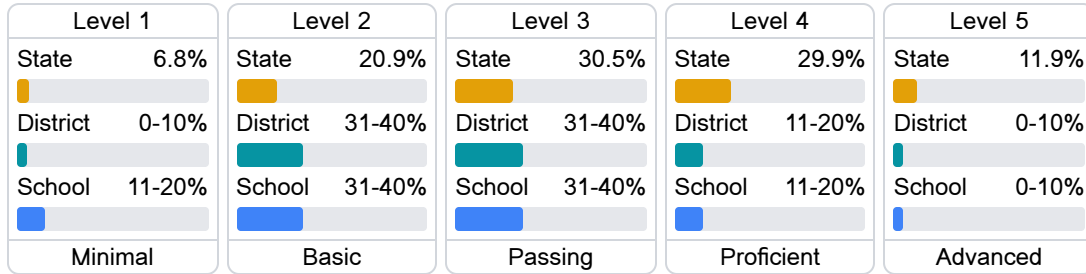 Level 1
State 6.8%
District 0-10%
School 11-20%
Minimal
Level 2
State 20.9%
District 31-40%
School 31-40%
Basic
Level 3
State 30.5%
District 31-40%
School 31-40%
Passing
Level 4
State 29.9%
District 11-20%
School 11-20%
Proficient
Level 5
State 11.9%
District 0-10%
School 0-10%
Advanced